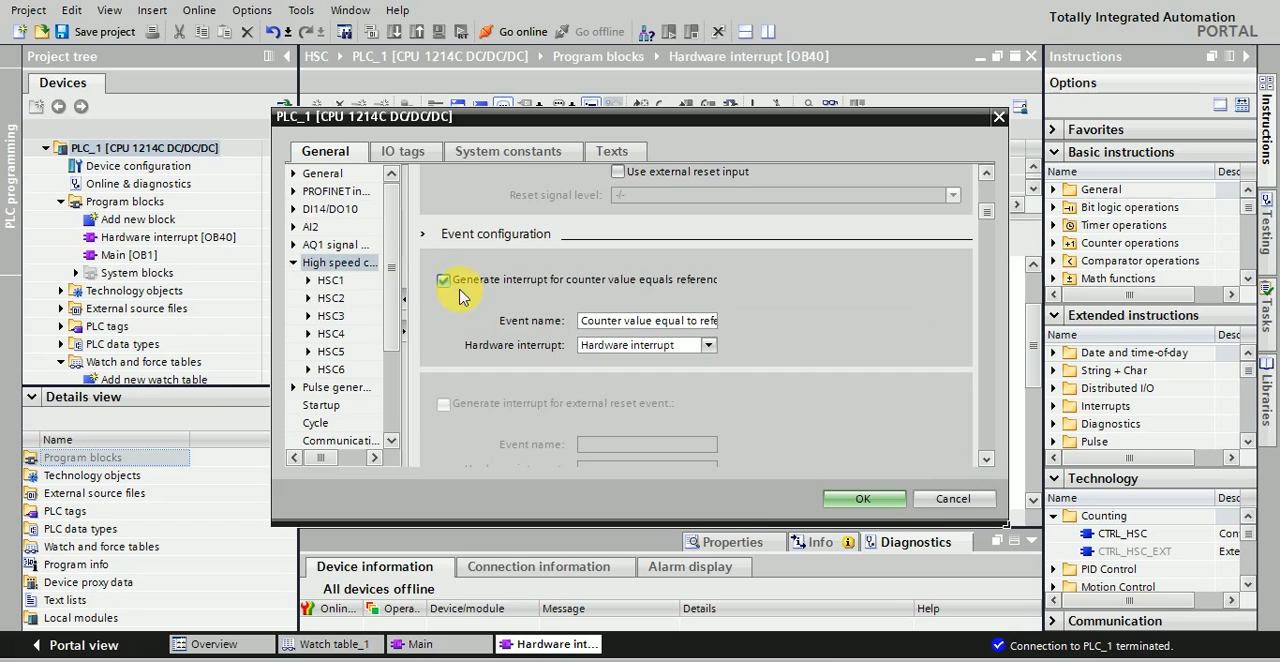 Project Edit View Insert Online Options Tools Window Help
Totally Integrated Automation
PORTAL
Save project
Go online
Go offline
Project tree
HSC PLC_1 [CPU 1214C DC/DC/DC] Program blocks Hardware interrupt [OB40]
Instructions
Devices
Options
PLC programming
PLC_1 [CPU 1214C DC/DC/DC]
Device configuration
Online & diagnostics
Program blocks
Add new block
Hardware interrupt [OB40]
Main [OB1]
System blocks
Technology objects
External source files
PLC tags
PLC data types
Watch and force tables
Add new watch table
Details view
Name
Program blocks
Technology objects
External source files
PLC tags
PLC data types
Watch and force tables
Program info
Device proxy data
Text lists
Local modules
PLC_1 [CPU 1214C DC/DC/DC]
General IO tags System constants Texts
General
PROFINET in...
DI14/DO10
AI2
AQ1 signal ...
High speed c...
HSC1
HSC2
HSC3
HSC4
HSC5
HSC6
Pulse gener...
Startup
Cycle
Communicati...
Use external reset input
Reset signal level: -/-
Event configuration
Generate interrupt for counter value equals referenc
Event name: Counter value equal to refe
Hardware interrupt: Hardware interrupt
Generate interrupt for external reset event.:
Event name:
OK Cancel
Properties Info Diagnostics
Device information Connection information Alarm display
All devices offline
Onlin... Opera... Device/module Message Details Help
Favorites
Basic instructions
Name Desc
General
Bit logic operations
Timer operations
Counter operations
Comparator operations
Math functions
Extended instructions
Name Desc
Date and time-of-day
String + Char
Distributed I/O
Interrupts
Diagnostics
Pulse
Technology
Name Desc
Counting
CTRL_HSC Con
CTRL_HSC_EXT Exte
PID Control
Motion Control
Communication
Instructions
Testing
Tasks
Libraries
Portal view Overview Watch table_1 Main Hardware int...
Connection to PLC_1 terminated.